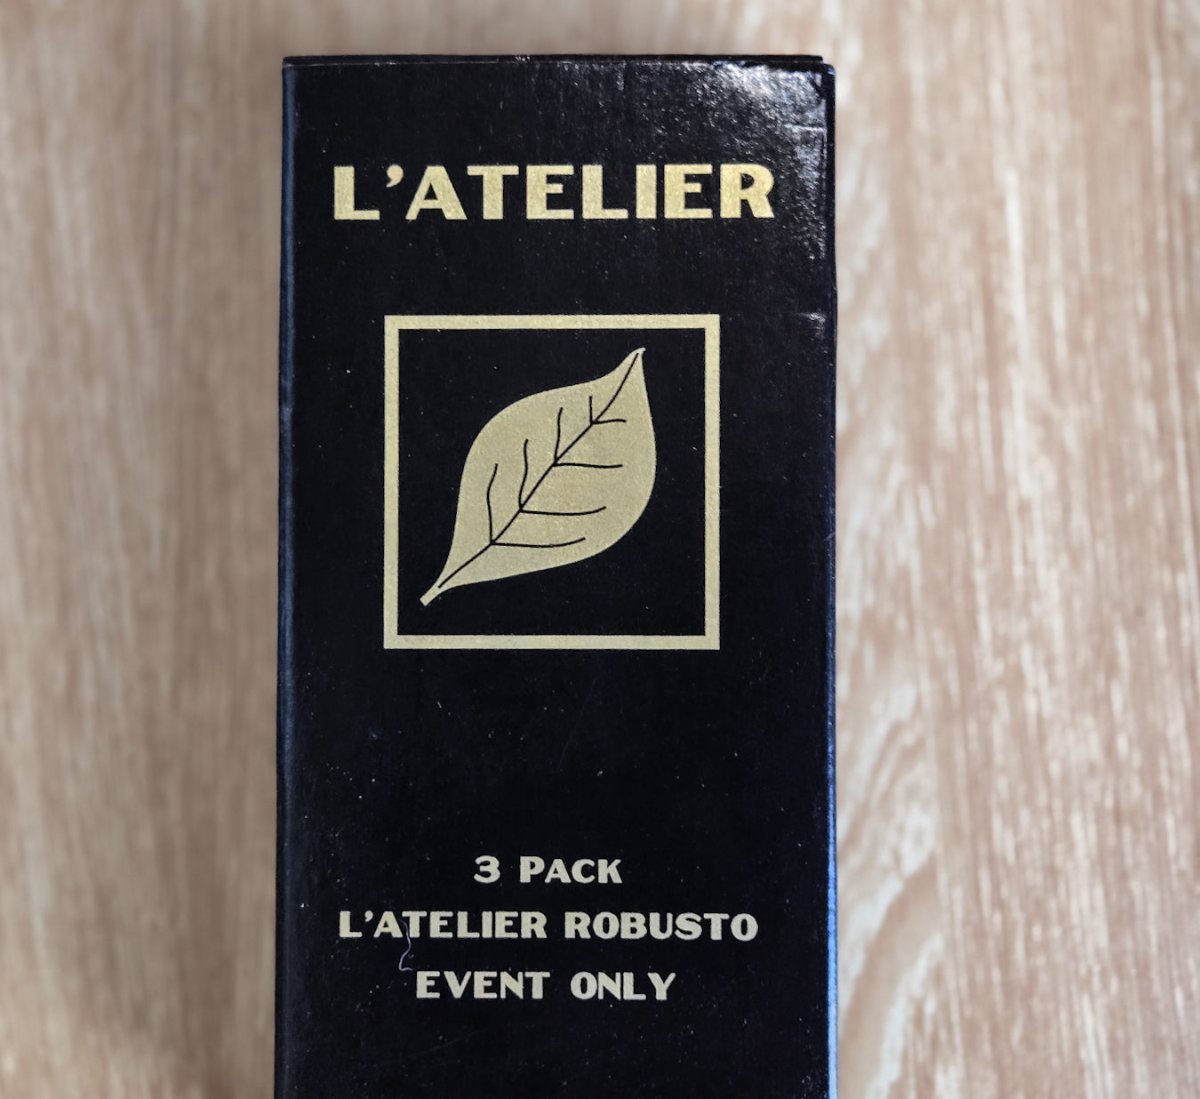 L'ATELIER
3 PACK
L'ATELIER ROBUSTO
EVENT ONLY